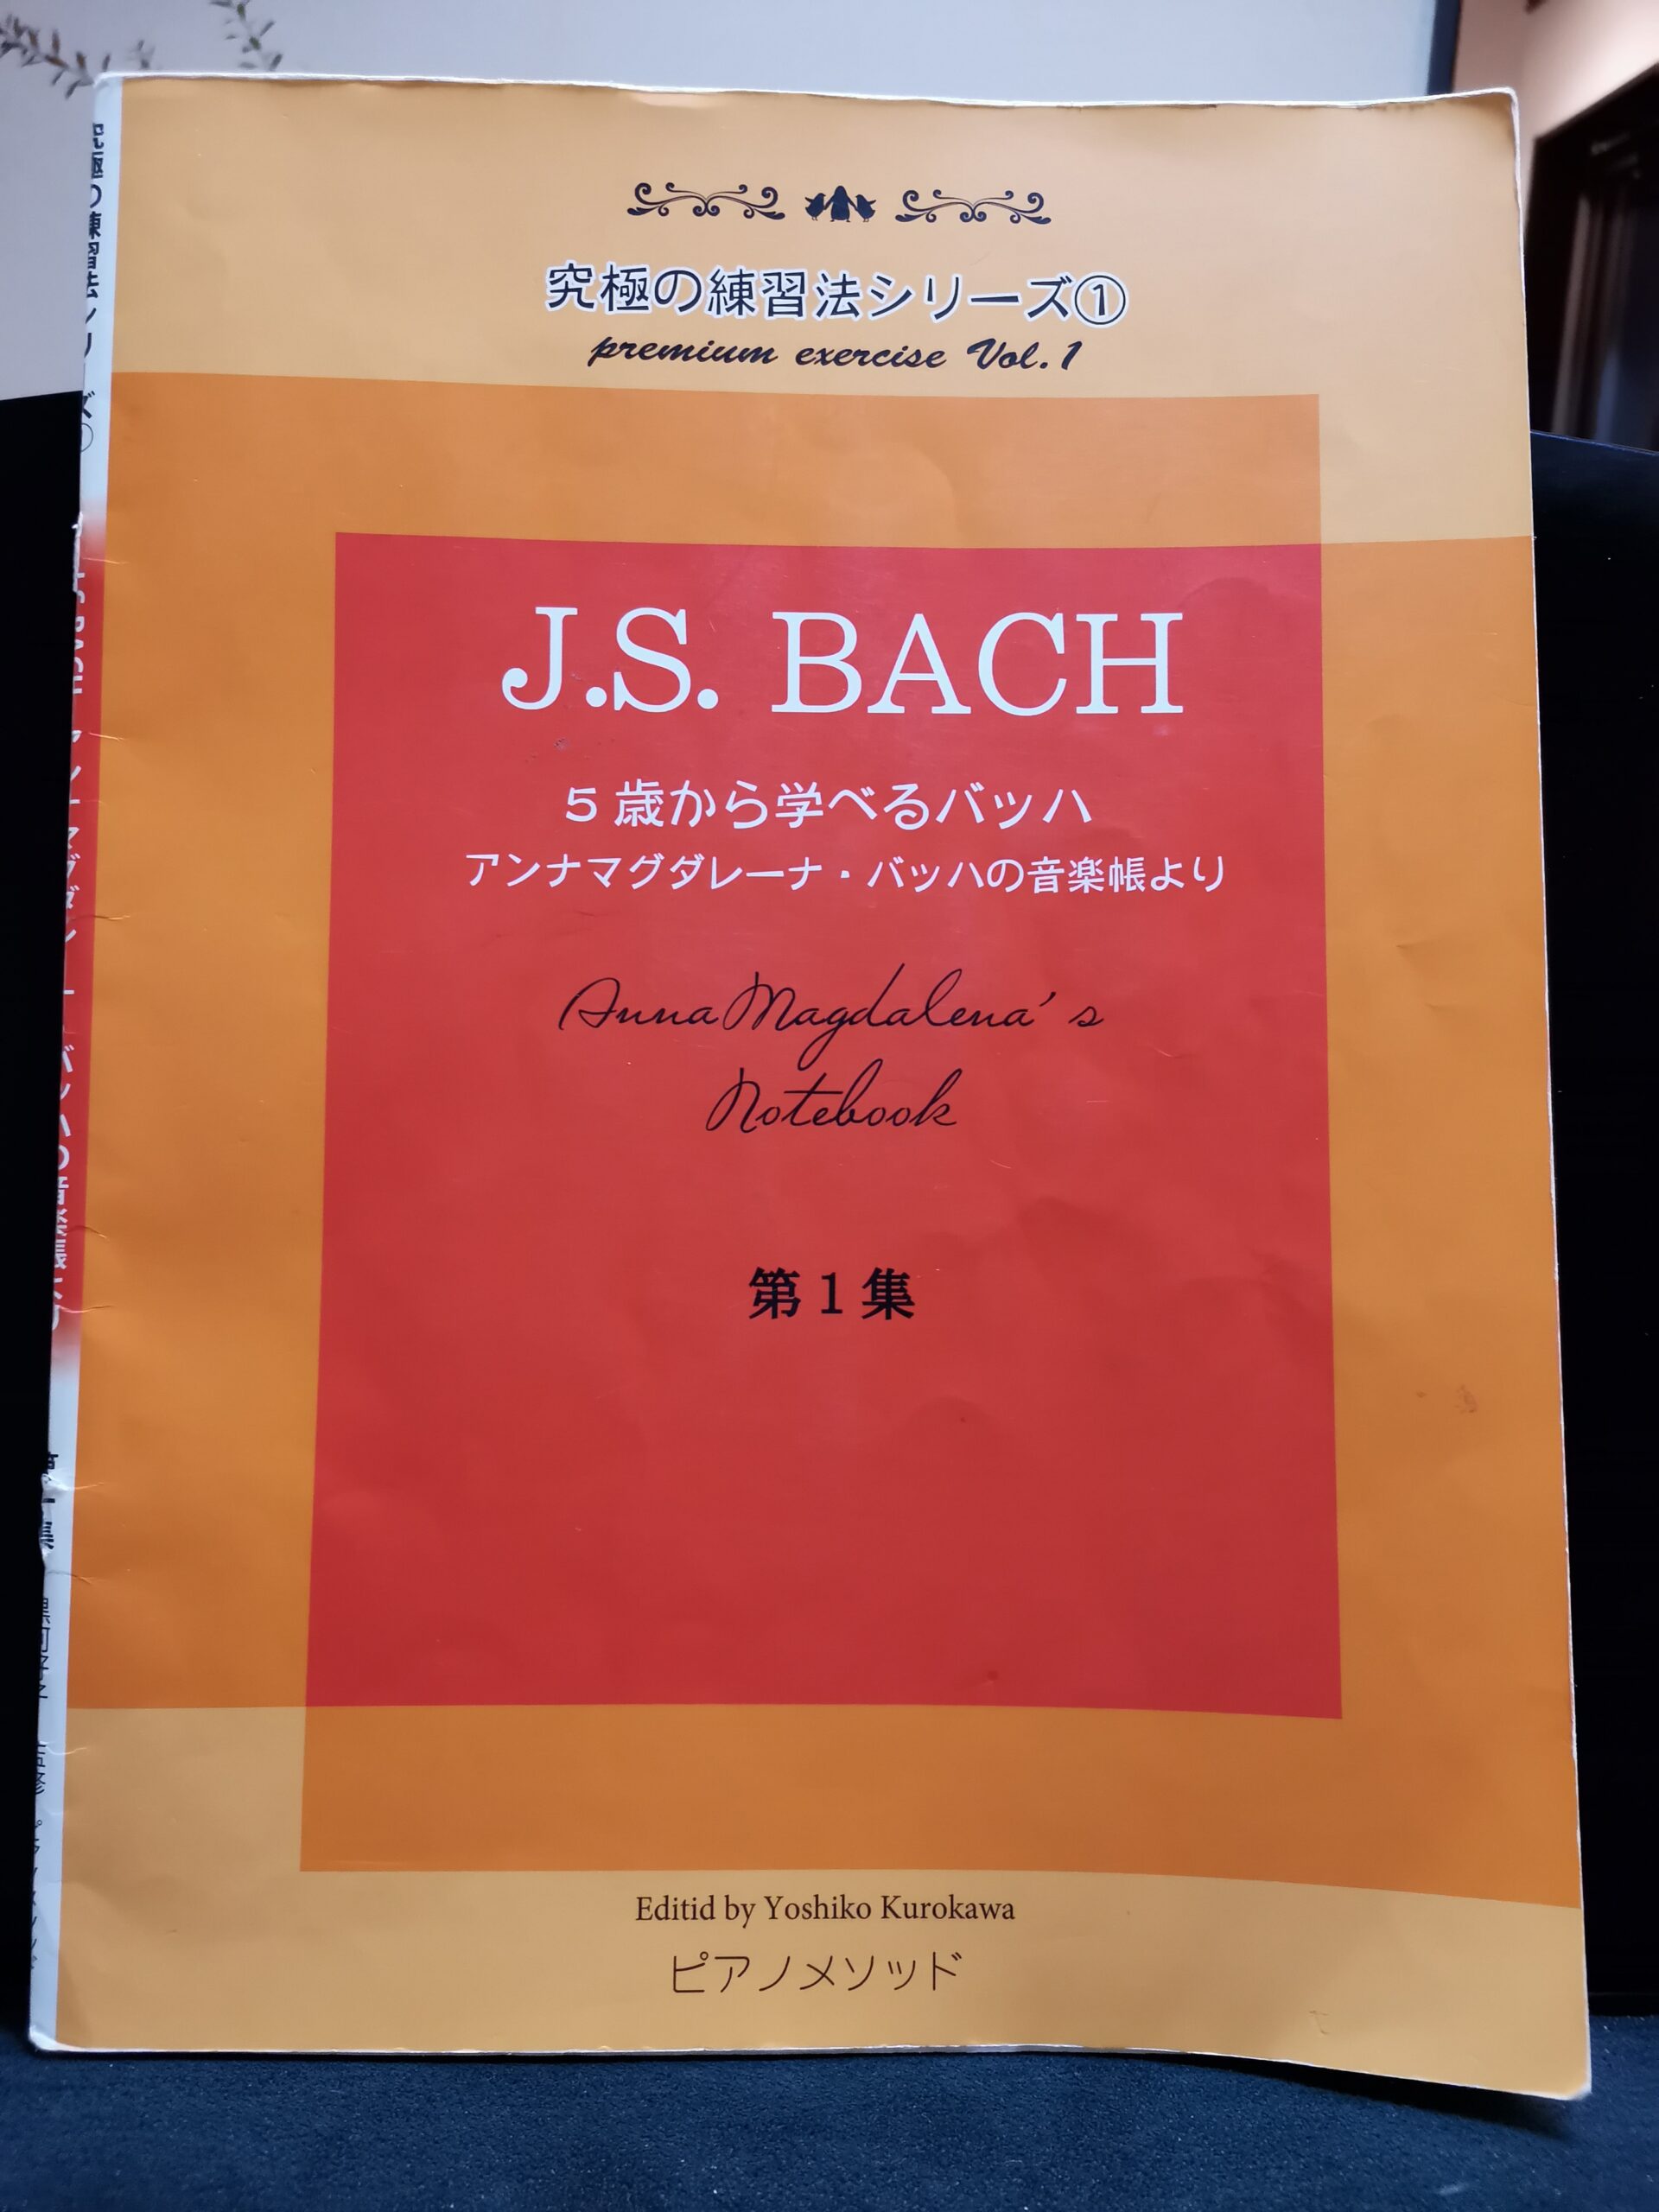 究極の練習法シリーズ①
premium exercise Vol.1
J.S. BACH
5歳から学べるバッハ
アンナマグダレーナ・バッハの音楽帳より
Anna Magdalena's
Notebook
第1集
Editid by Yoshiko Kurokawa
ピアノメソッド